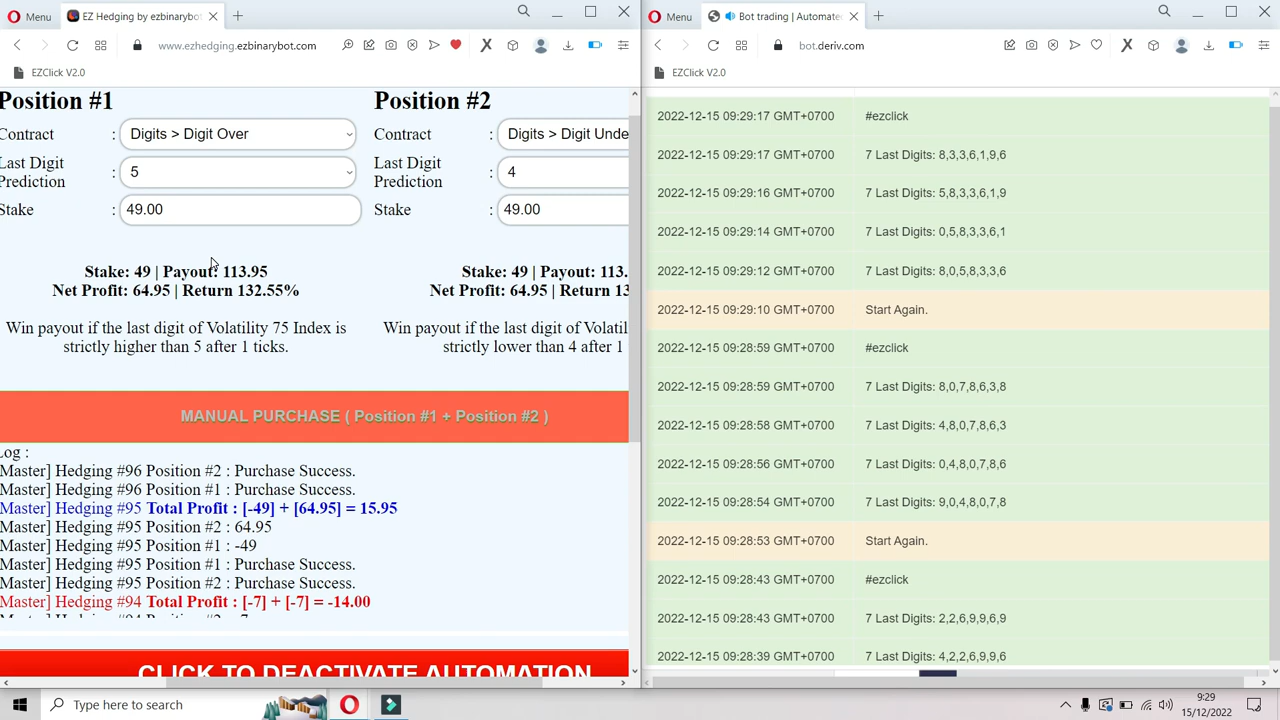 Menu
EZ Hedging by ezbinarybot.
www.ezhedging.ezbinarybot.com
EZClick V2.0
Position #1
Position #2
Contract : Digits > Digit Over
Contract : Digits > Digit Unde
Last Digit Prediction : 5
Last Digit Prediction : 4
Stake : 49.00
Stake : 49.00
Stake: 49 | Payout: 113.95
Net Profit: 64.95 | Return 132.55%
Stake: 49 | Payout: 113.
Net Profit: 64.95 | Return 13
Win payout if the last digit of Volatility 75 Index is
strictly higher than 5 after 1 ticks.
Win payout if the last digit of Volatil
strictly lower than 4 after 1
MANUAL PURCHASE ( Position #1 + Position #2 )
Log :
Master] Hedging #96 Position #2 : Purchase Success.
Master] Hedging #96 Position #1 : Purchase Success.
Master] Hedging #95 Total Profit : [-49] + [64.95] = 15.95
Master] Hedging #95 Position #2 : 64.95
Master] Hedging #95 Position #1 : -49
Master] Hedging #95 Position #1 : Purchase Success.
Master] Hedging #95 Position #2 : Purchase Success.
Master] Hedging #94 Total Profit : [-7] + [-7] = -14.00
CLICK TO DEACTIVATE AUTOMATION
Menu
Bot trading | Automate
bot.deriv.com
EZClick V2.0
2022-12-15 09:29:17 GMT+0700 #ezclick
2022-12-15 09:29:17 GMT+0700 7 Last Digits: 8,3,3,6,1,9,6
2022-12-15 09:29:16 GMT+0700 7 Last Digits: 5,8,3,3,6,1,9
2022-12-15 09:29:14 GMT+0700 7 Last Digits: 0,5,8,3,3,6,1
2022-12-15 09:29:12 GMT+0700 7 Last Digits: 8,0,5,8,3,3,6
2022-12-15 09:29:10 GMT+0700 Start Again.
2022-12-15 09:28:59 GMT+0700 #ezclick
2022-12-15 09:28:59 GMT+0700 7 Last Digits: 8,0,7,8,6,3,8
2022-12-15 09:28:58 GMT+0700 7 Last Digits: 4,8,0,7,8,6,3
2022-12-15 09:28:56 GMT+0700 7 Last Digits: 0,4,8,0,7,8,6
2022-12-15 09:28:54 GMT+0700 7 Last Digits: 9,0,4,8,0,7,8
2022-12-15 09:28:53 GMT+0700 Start Again.
2022-12-15 09:28:43 GMT+0700 #ezclick
2022-12-15 09:28:43 GMT+0700 7 Last Digits: 2,2,6,9,9,6,9
2022-12-15 09:28:39 GMT+0700 7 Last Digits: 4,2,2,6,9,9,6
Type here to search
9:29
15/12/2022